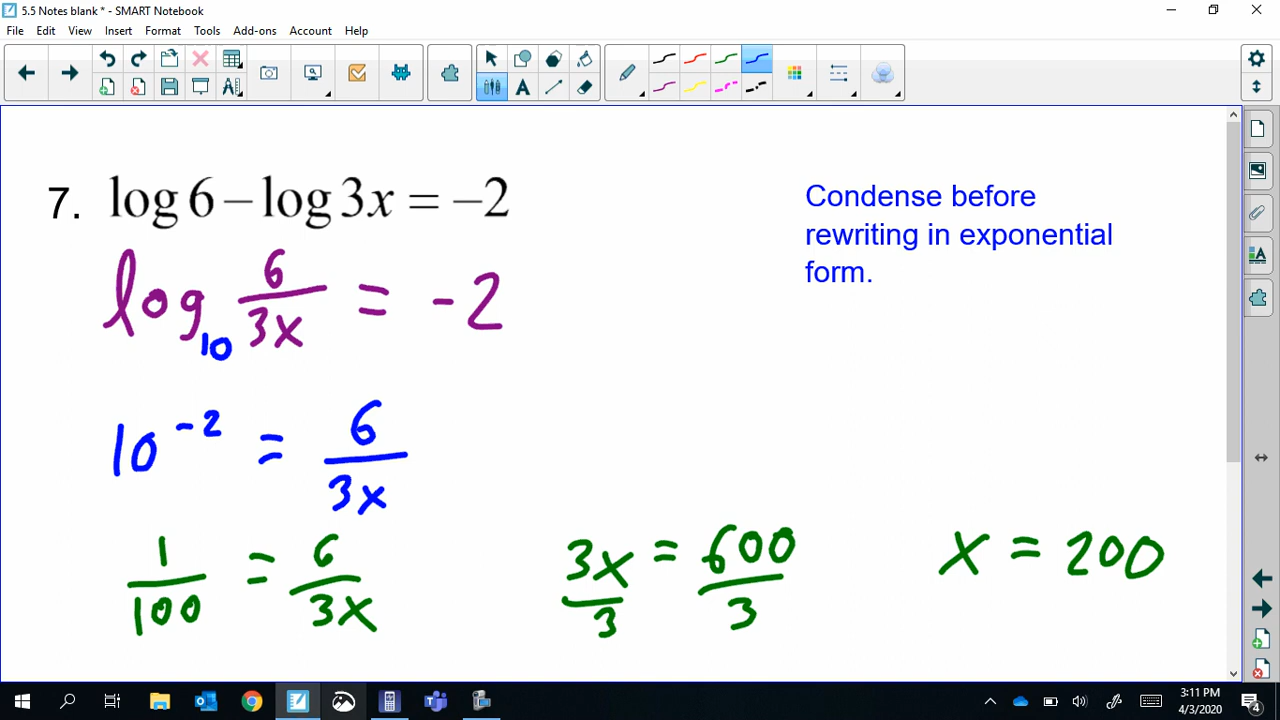 5.5 Notes blank * - SMART Notebook
File Edit View Insert Format Tools Add-ons Account Help
7. log 6 – log 3x = –2
Condense before
rewriting in exponential
form.
log₁₀ 6/3x = -2
10⁻² = 6/3x
1/100 = 6/3x
3x/3 = 600/3
x = 200
3:11 PM
4/3/2020
4